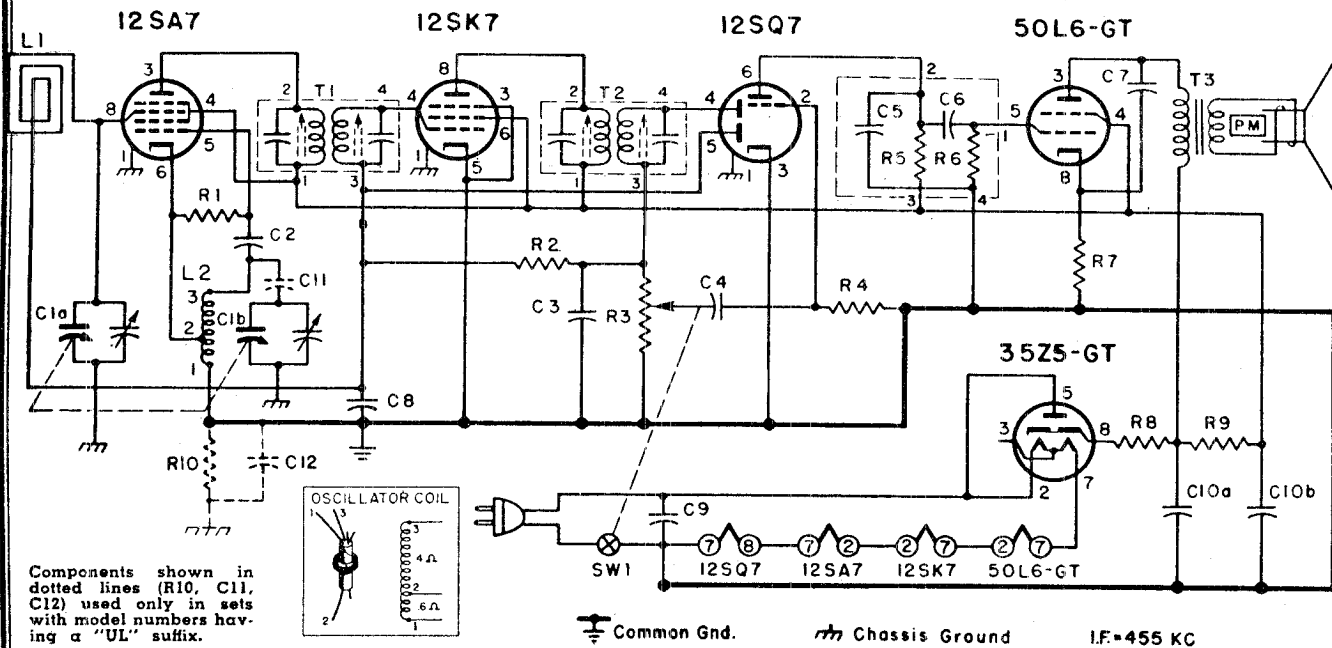 12SA7 12SK7 12SQ7 50L6-GT
L1
3 8 6 3 C7
2 T1 4 2 T2 4 2 T3
8 4 4 3 4 2 C5 C6 5 4 PM
5 6 5 1
1 1 R5 R6
6 5 1 3 8
1 3 1 3 3 4
R1
C2 R2 R7
L2 C11 C4 R4
3 C3 R3
C1a 2 C1b 35Z5-GT
1 5
C8 3 8 R8 R9
R10 C12 2 7
OSCILLATOR COIL
1 3 3 C9 C10a C10b
4Ω
7 8 7 2 2 7 2 7
SW1 12SQ7 12SA7 12SK7 50L6-GT
2
.6Ω
2 1
Components shown in
dotted lines (R10, C11,
C12) used only in sets
with model numbers hav-
ing a "UL" suffix.
Common Gnd. Chassis Ground I.F.=455 KC